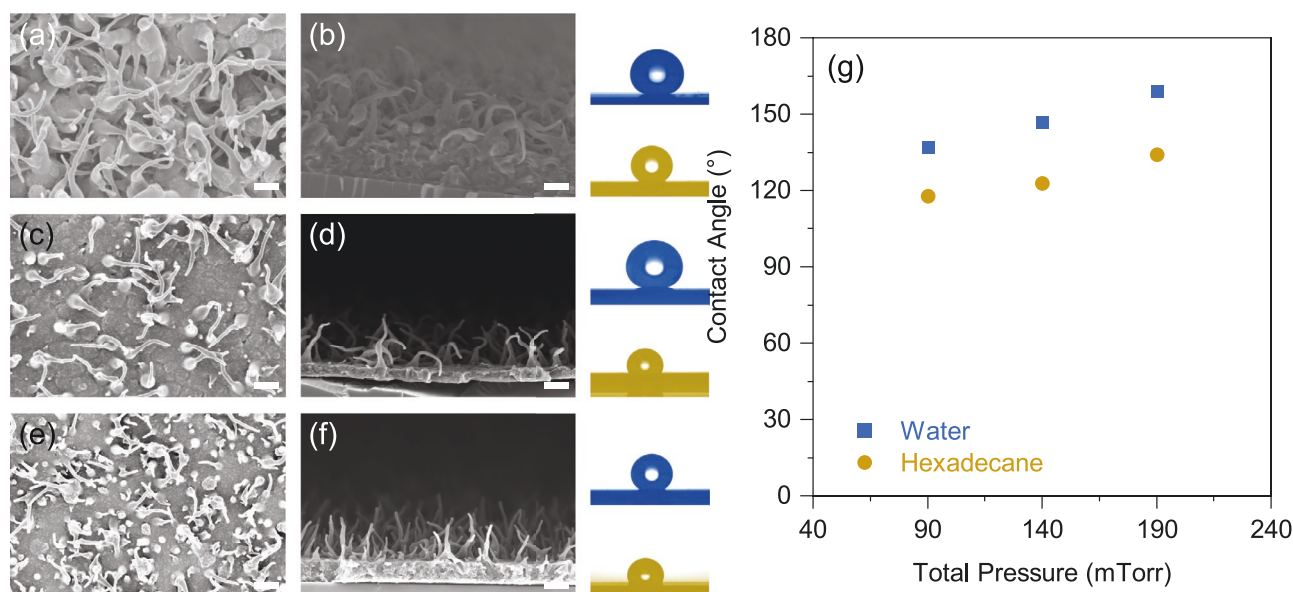 (a)
(b)
(c)
(d)
(e)
(f)
(g)
Contact Angle (°)
180
150
120
90
60
30
0
Water
Hexadecane
40
90
140
190
240
Total Pressure (mTorr)